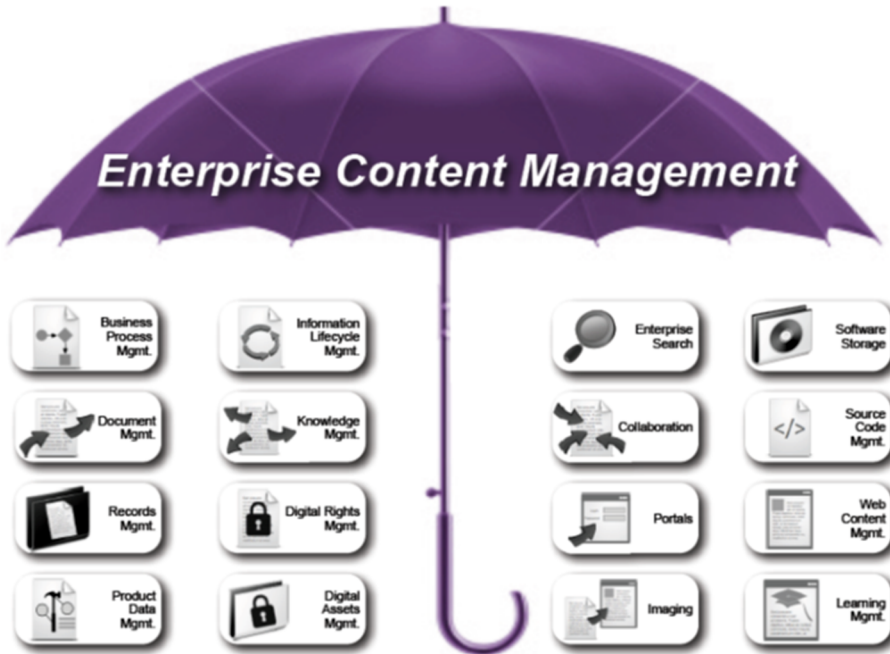 Enterprise Content Management
Business
Process
Mgmt.
Information
Lifecycle
Mgmt.
Enterprise
Search
Software
Storage
Document
Mgmt.
Knowledge
Mgmt.
Collaboration
</>
Source
Code
Mgmt.
Records
Mgmt.
Digital Rights
Mgmt.
Portals
Web
Content
Mgmt.
Product
Data
Mgmt.
Digital
Assets
Mgmt.
Imaging
Learning
Mgmt.